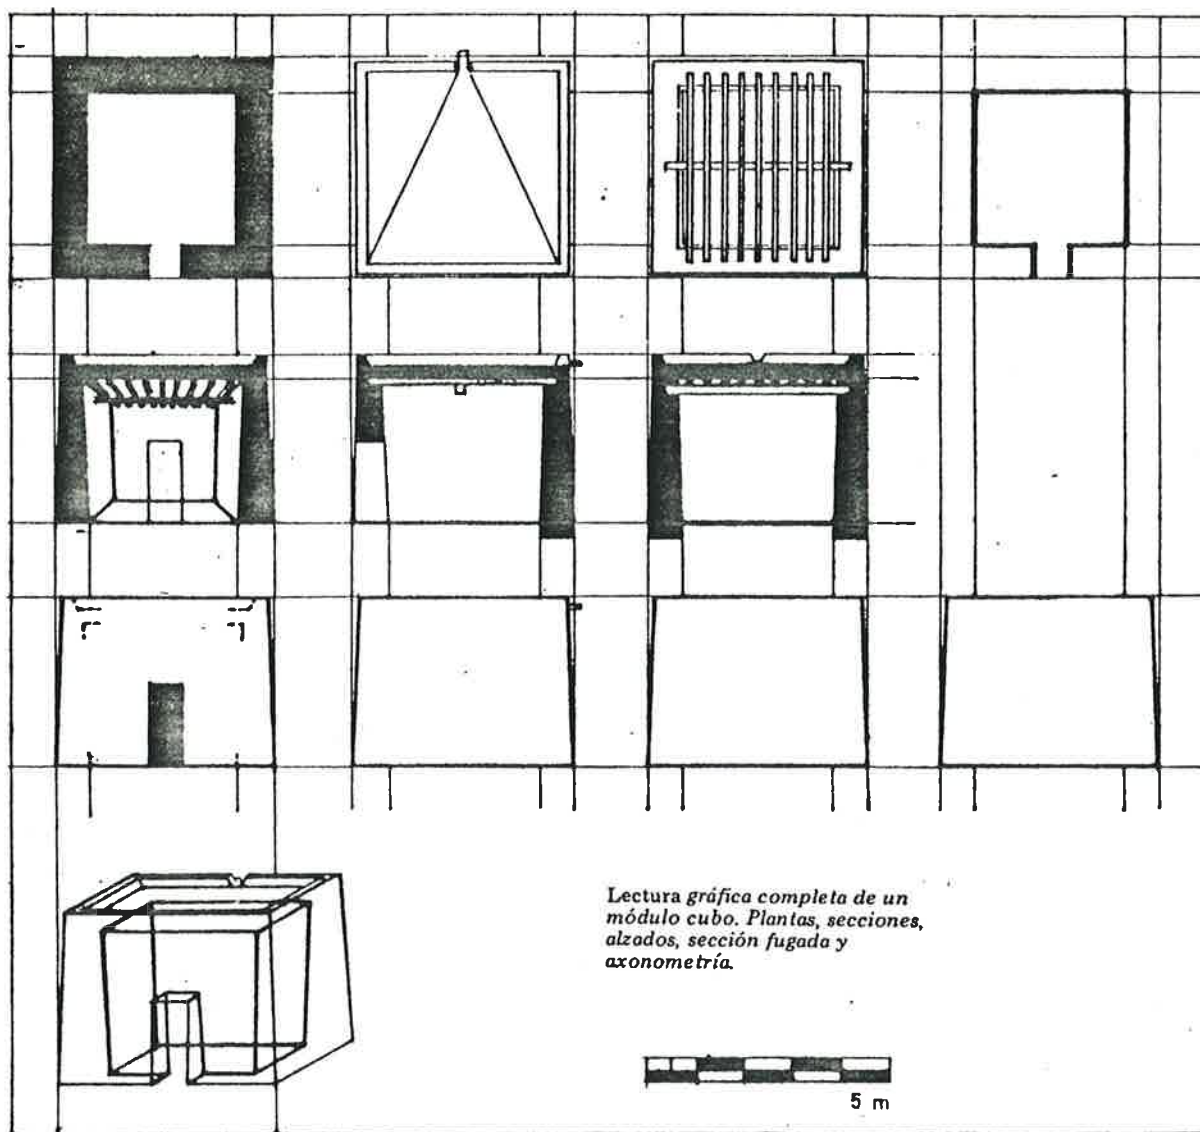 Lectura gráfica completa de un
módulo cubo. Plantas, secciones,
alzados, sección fugada y
axonometría.
5 m